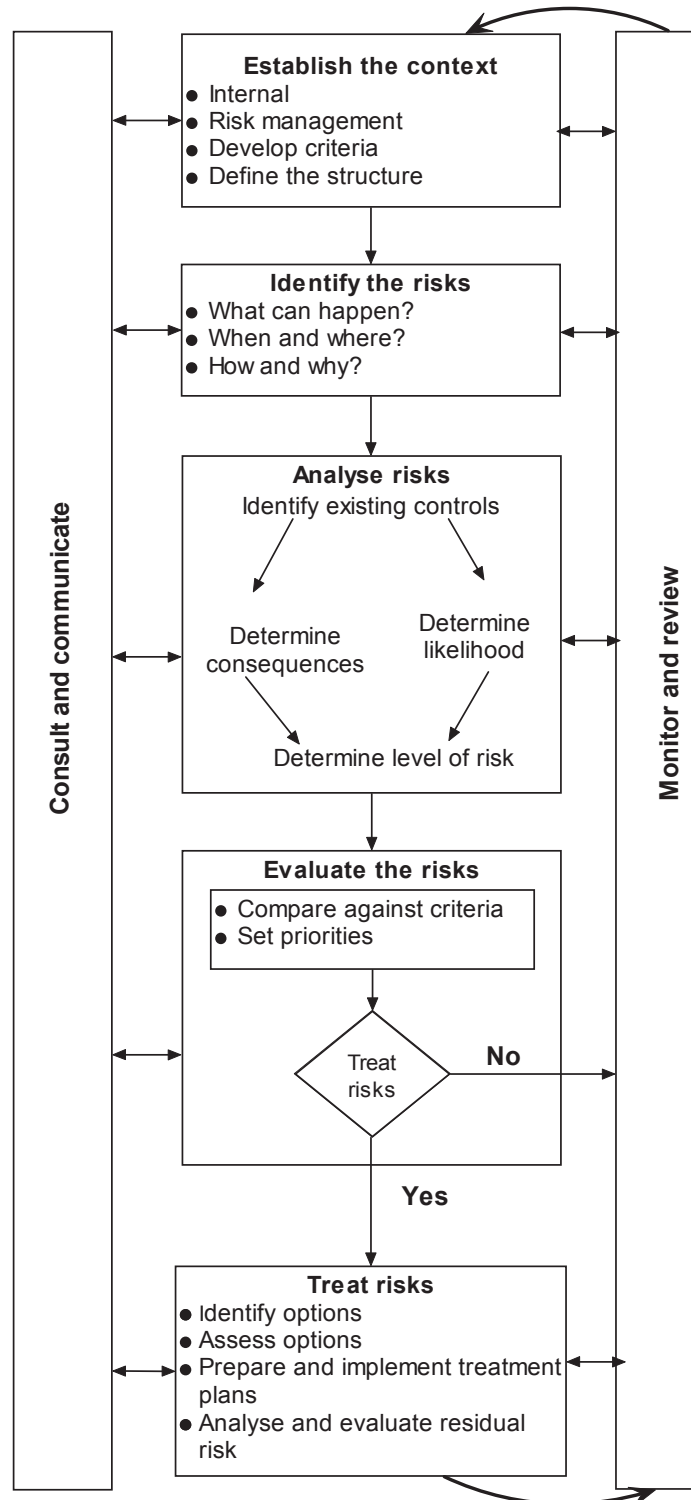 Establish the context
● Internal
● Risk management
● Develop criteria
● Define the structure
Identify the risks
● What can happen?
● When and where?
● How and why?
Analyse risks
Identify existing controls
Determine
consequences
Determine
likelihood
Determine level of risk
Evaluate the risks
● Compare against criteria
● Set priorities
Treat
risks
No
Yes
Treat risks
● Identify options
● Assess options
● Prepare and implement treatment
plans
● Analyse and evaluate residual
risk
Consult and communicate
Monitor and review